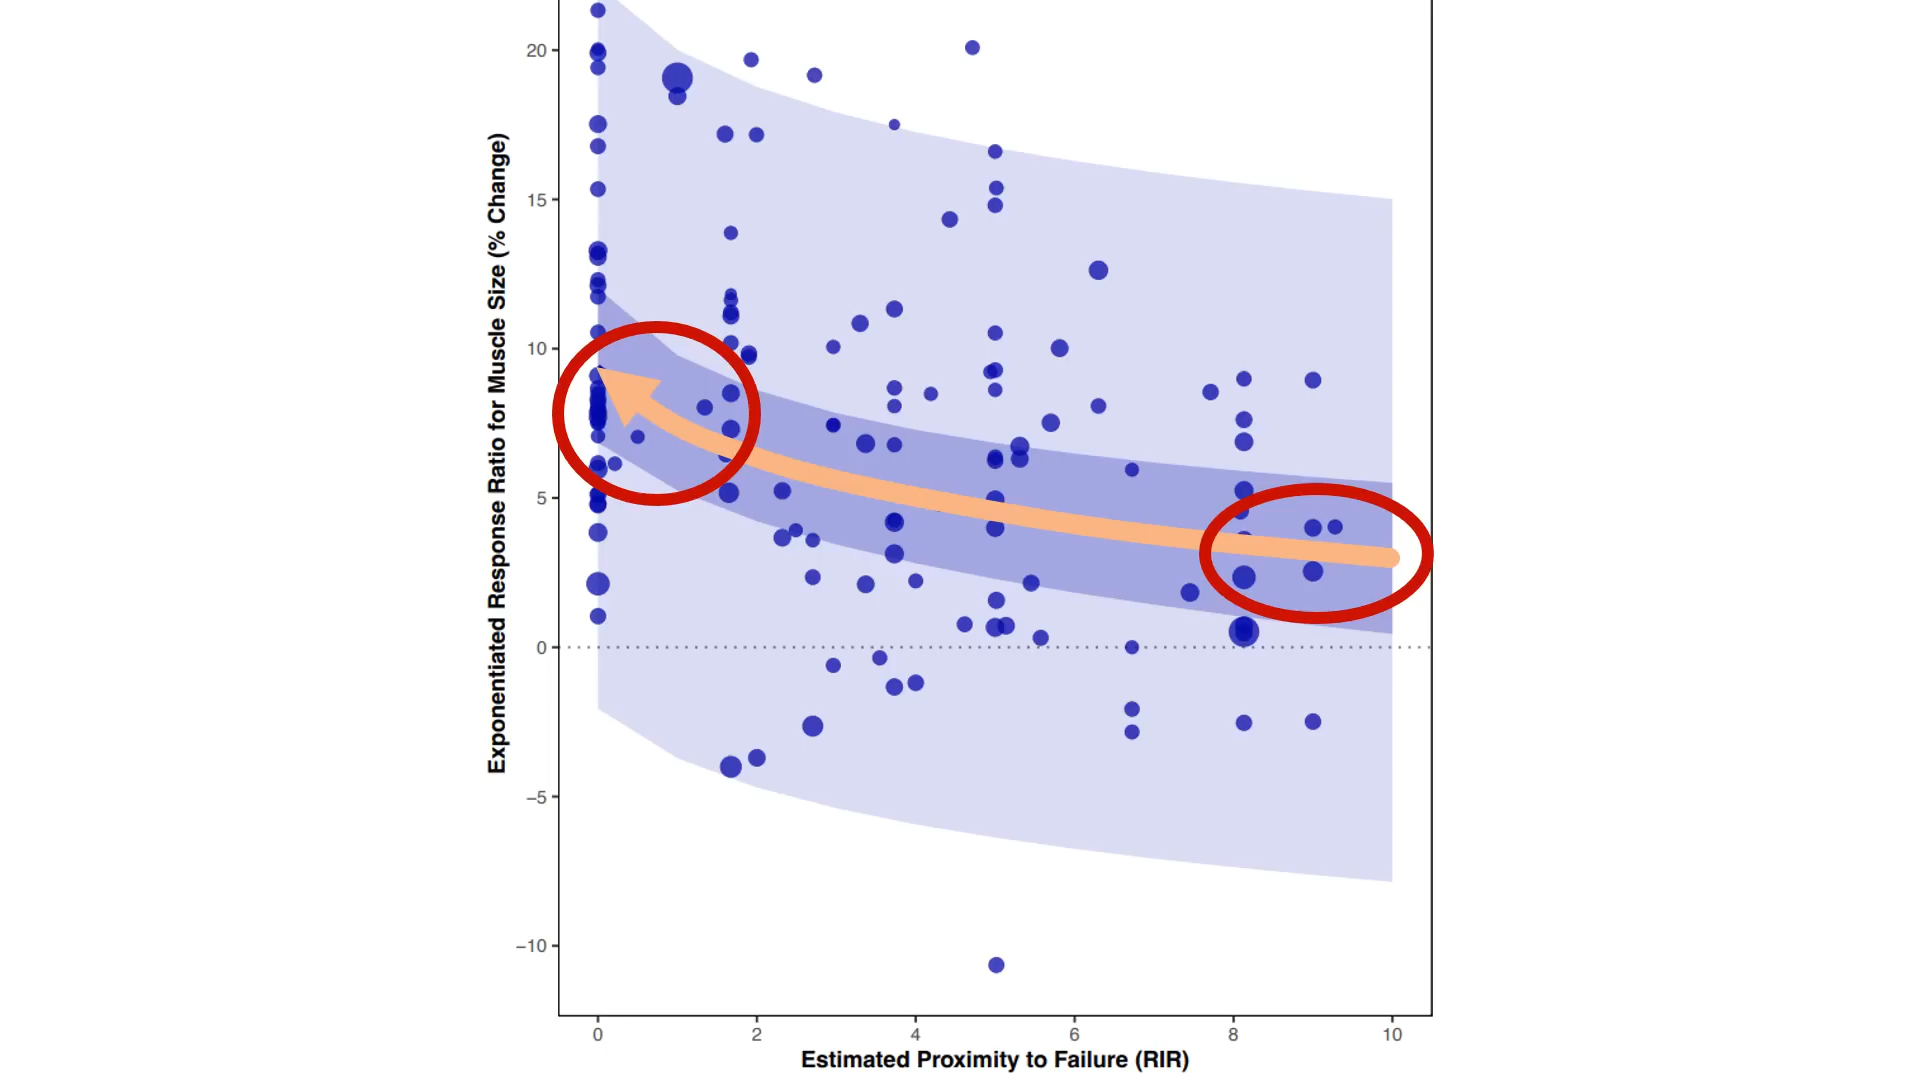 Exponentiated Response Ratio for Muscle Size (% Change)
20
15
10
5
0
−5
−10
0 2 4 6 8 10
Estimated Proximity to Failure (RIR)